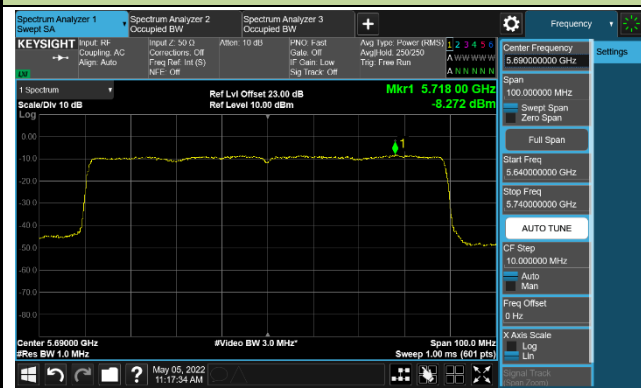 Spectrum Analyzer 1
Swept SA
Spectrum Analyzer 2
Occupied BW
Spectrum Analyzer 3
Occupied BW
+
Frequency
KEYSIGHT
Input: RF
Coupling: AC
Align: Auto
Input Z: 50 Ω
Corrections: Off
Freq Ref: Int (S)
NFE: Off
Atten: 10 dB
PNO: Fast
Gate: Off
IF Gain: Low
Sig Track: Off
Avg Type: Power (RMS)
Avg|Hold: 250/250
Trig: Free Run
1 2 3 4 5 6
A W W W W W
A N N N N N
LXI
1 Spectrum
Scale/Div 10 dB
Log
Ref Lvl Offset 23.00 dB
Ref Level 10.00 dBm
Mkr1 5.718 00 GHz
-8.272 dBm
0.00
-10.0
-20.0
-30.0
-40.0
-50.0
-60.0
-70.0
-80.0
1
Center 5.69000 GHz
#Res BW 1.0 MHz
#Video BW 3.0 MHz*
Span 100.0 MHz
Sweep 1.00 ms (601 pts)
Center Frequency
5.690000000 GHz
Span
100.000000 MHz
Swept Span
Zero Span
Full Span
Start Freq
5.640000000 GHz
Stop Freq
5.740000000 GHz
AUTO TUNE
CF Step
10.000000 MHz
Auto
Man
Freq Offset
0 Hz
X Axis Scale
Log
Lin
Signal Track
(Span Zoom)
Settings
?
May 05, 2022
11:17:34 AM